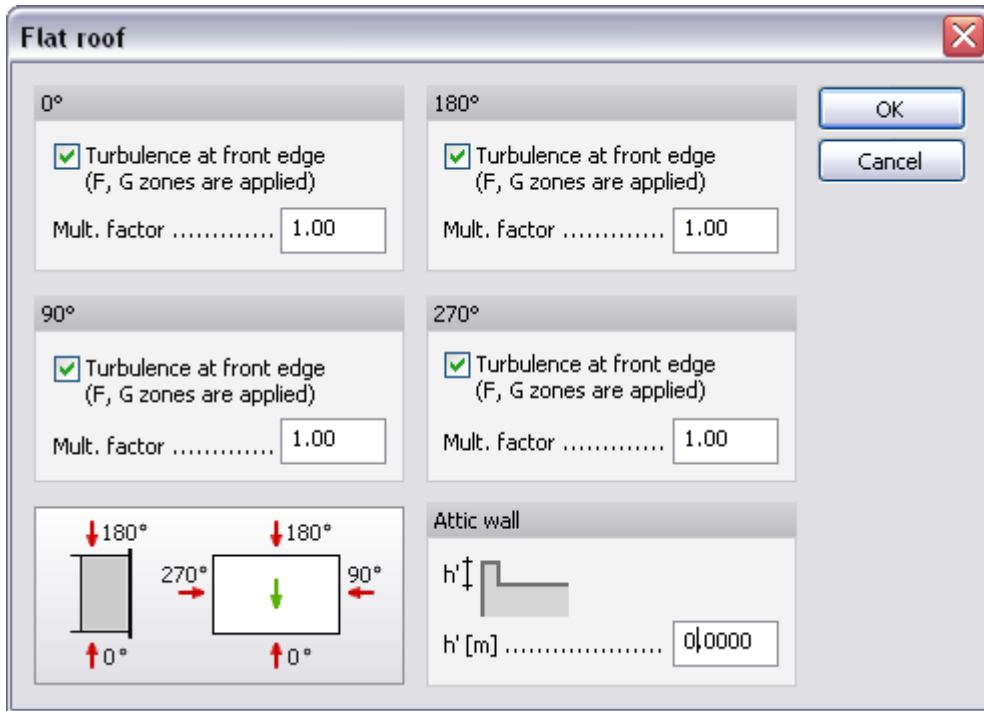 Flat roof
0°
Turbulence at front edge
(F, G zones are applied)
Mult. factor ............. 1.00
180°
Turbulence at front edge
(F, G zones are applied)
Mult. factor ............. 1.00
OK
Cancel
90°
Turbulence at front edge
(F, G zones are applied)
Mult. factor ............. 1.00
270°
Turbulence at front edge
(F, G zones are applied)
Mult. factor ............. 1.00
180°
0°
180°
270°
90°
0°
Attic wall
h'
h' [m] .................... 0,0000